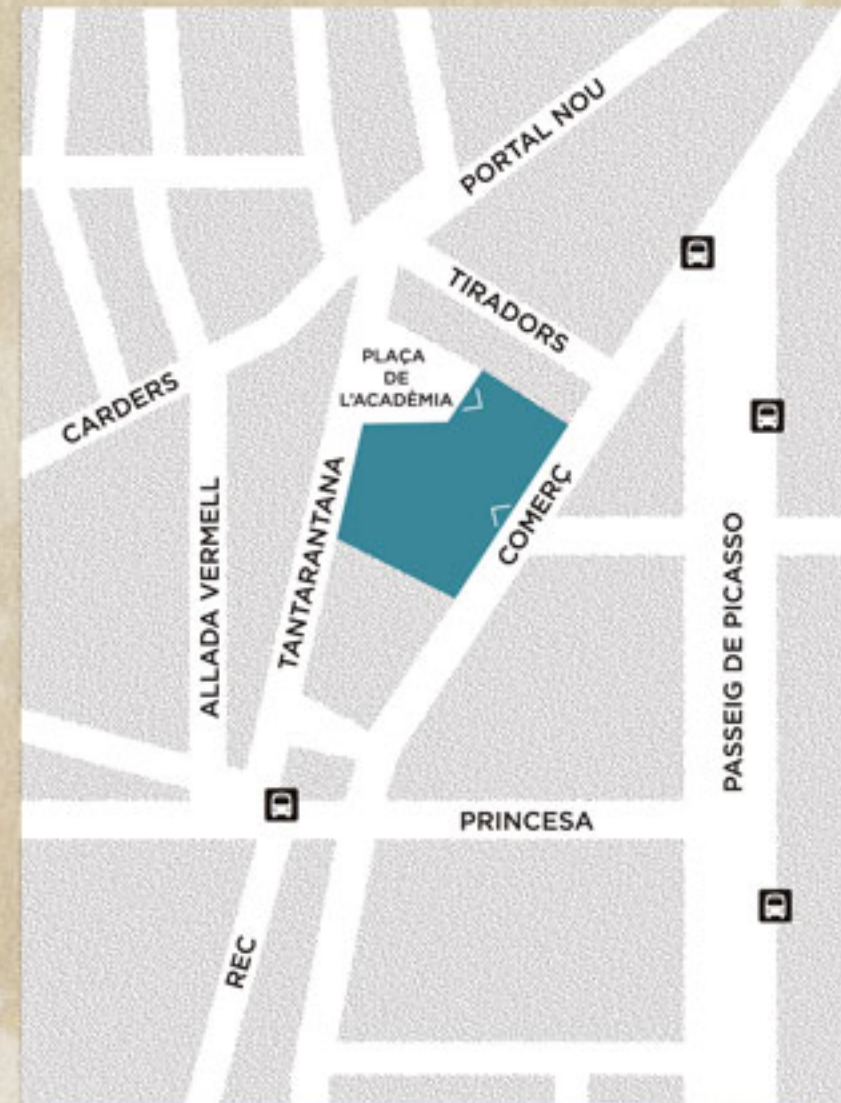 PORTAL NOU
TIRADORS
PLAÇA
DE
L'ACADÈMIA
CARDERS
COMERÇ
TANTARANTANA
ALLADA VERMELL
PASSEIG DE PICASSO
PRINCESA
REC